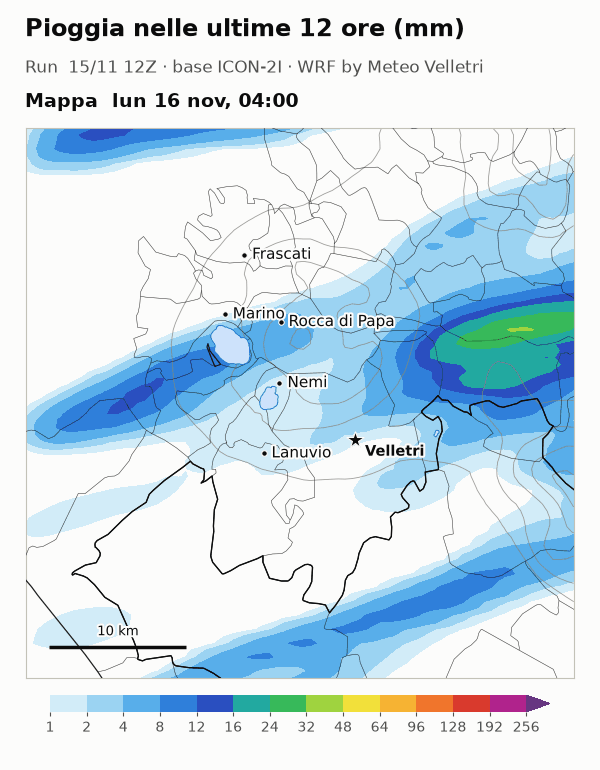 Pioggia nelle ultime 12 ore (mm)
Run  15/11 12Z · base ICON-2I · WRF by Meteo Velletri
Mappa  lun 16 nov, 04:00
Frascati
Marino
Rocca di Papa
Nemi
Velletri
Lanuvio
10 km
1 2 4 8 12 16 24 32 48 64 96 128 192 256